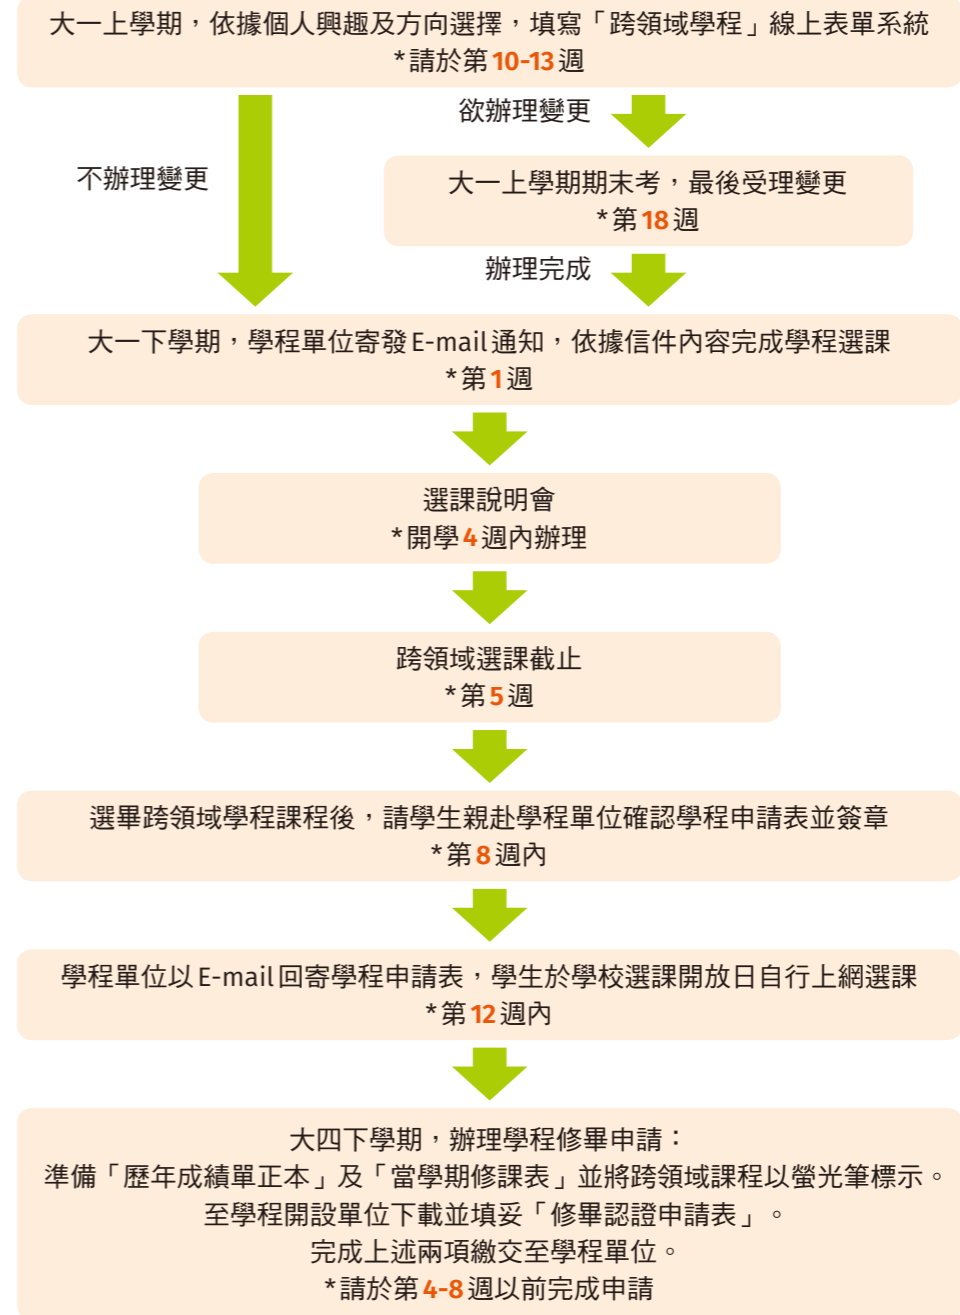 大一上學期，依據個人興趣及方向選擇，填寫「跨領域學程」線上表單系統
*請於第10-13週
欲辦理變更
不辦理變更
大一上學期期末考，最後受理變更
*第18週
辦理完成
大一下學期，學程單位寄發E-mail通知，依據信件內容完成學程選課
*第1週
選課說明會
*開學4週內辦理
跨領域選課截止
*第5週
選畢跨領域學程課程後，請學生親赴學程單位確認學程申請表並簽章
*第8週內
學程單位以E-mail回寄學程申請表，學生於學校選課開放日自行上網選課
*第12週內
大四下學期，辦理學程修畢申請：
準備「歷年成績單正本」及「當學期修課表」並將跨領域課程以螢光筆標示。
至學程開設單位下載並填妥「修畢認證申請表」。
完成上述兩項繳交至學程單位。
*請於第4-8週以前完成申請